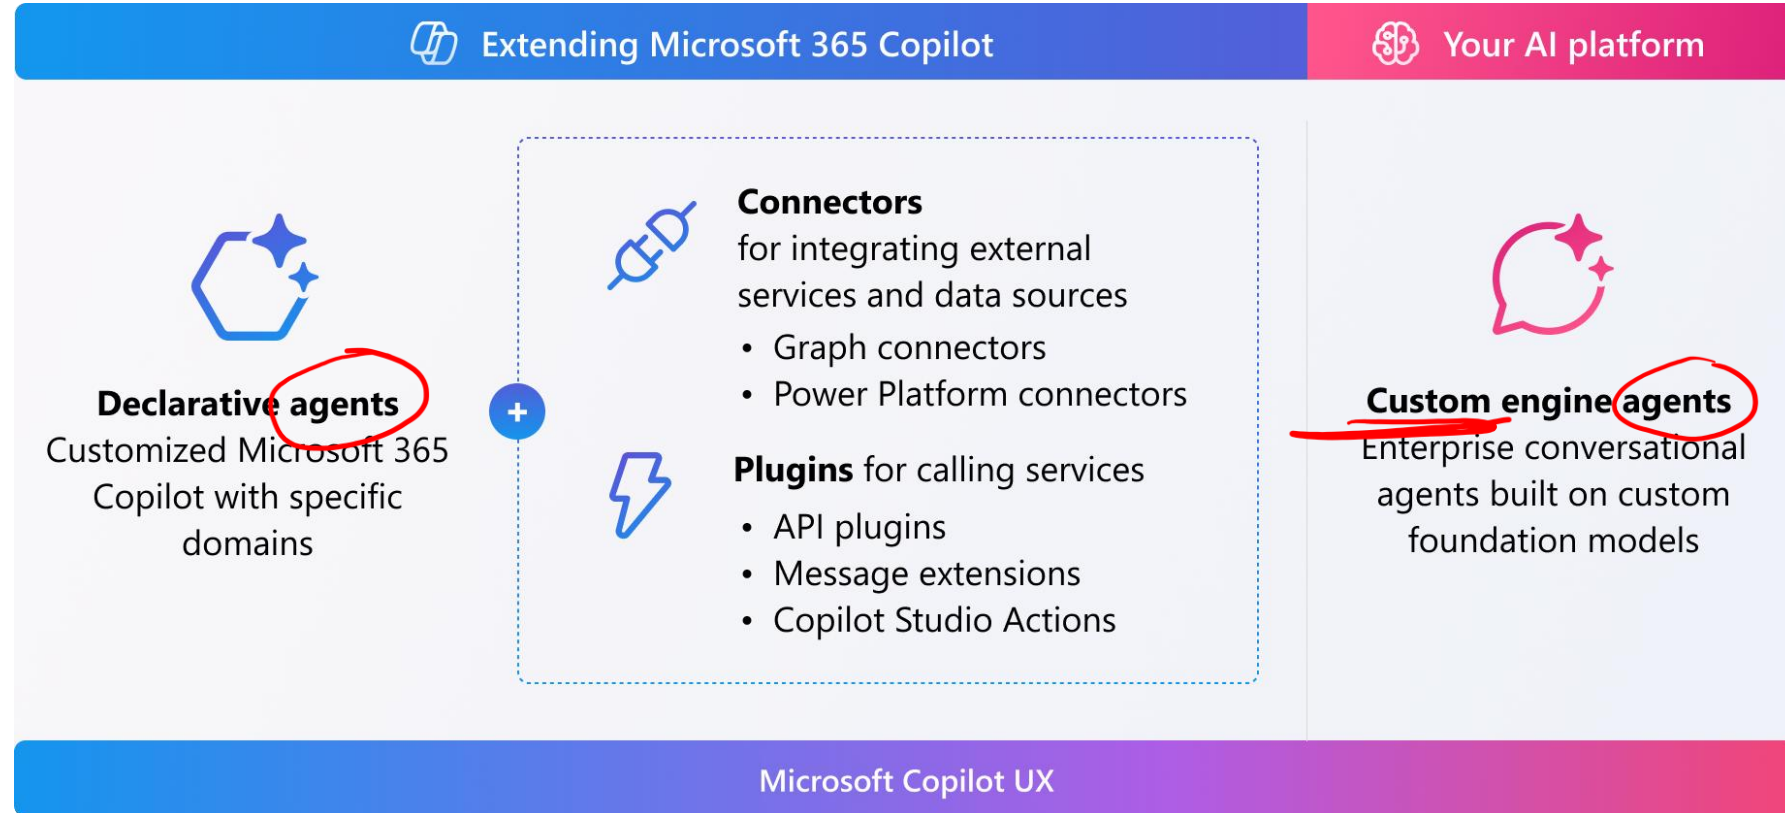 Extending Microsoft 365 Copilot
Your AI platform
Declarative agents
Customized Microsoft 365
Copilot with specific
domains
+
Connectors
for integrating external
services and data sources
• Graph connectors
• Power Platform connectors
Plugins for calling services
• API plugins
• Message extensions
• Copilot Studio Actions
Custom engine agents
Enterprise conversational
agents built on custom
foundation models
Microsoft Copilot UX